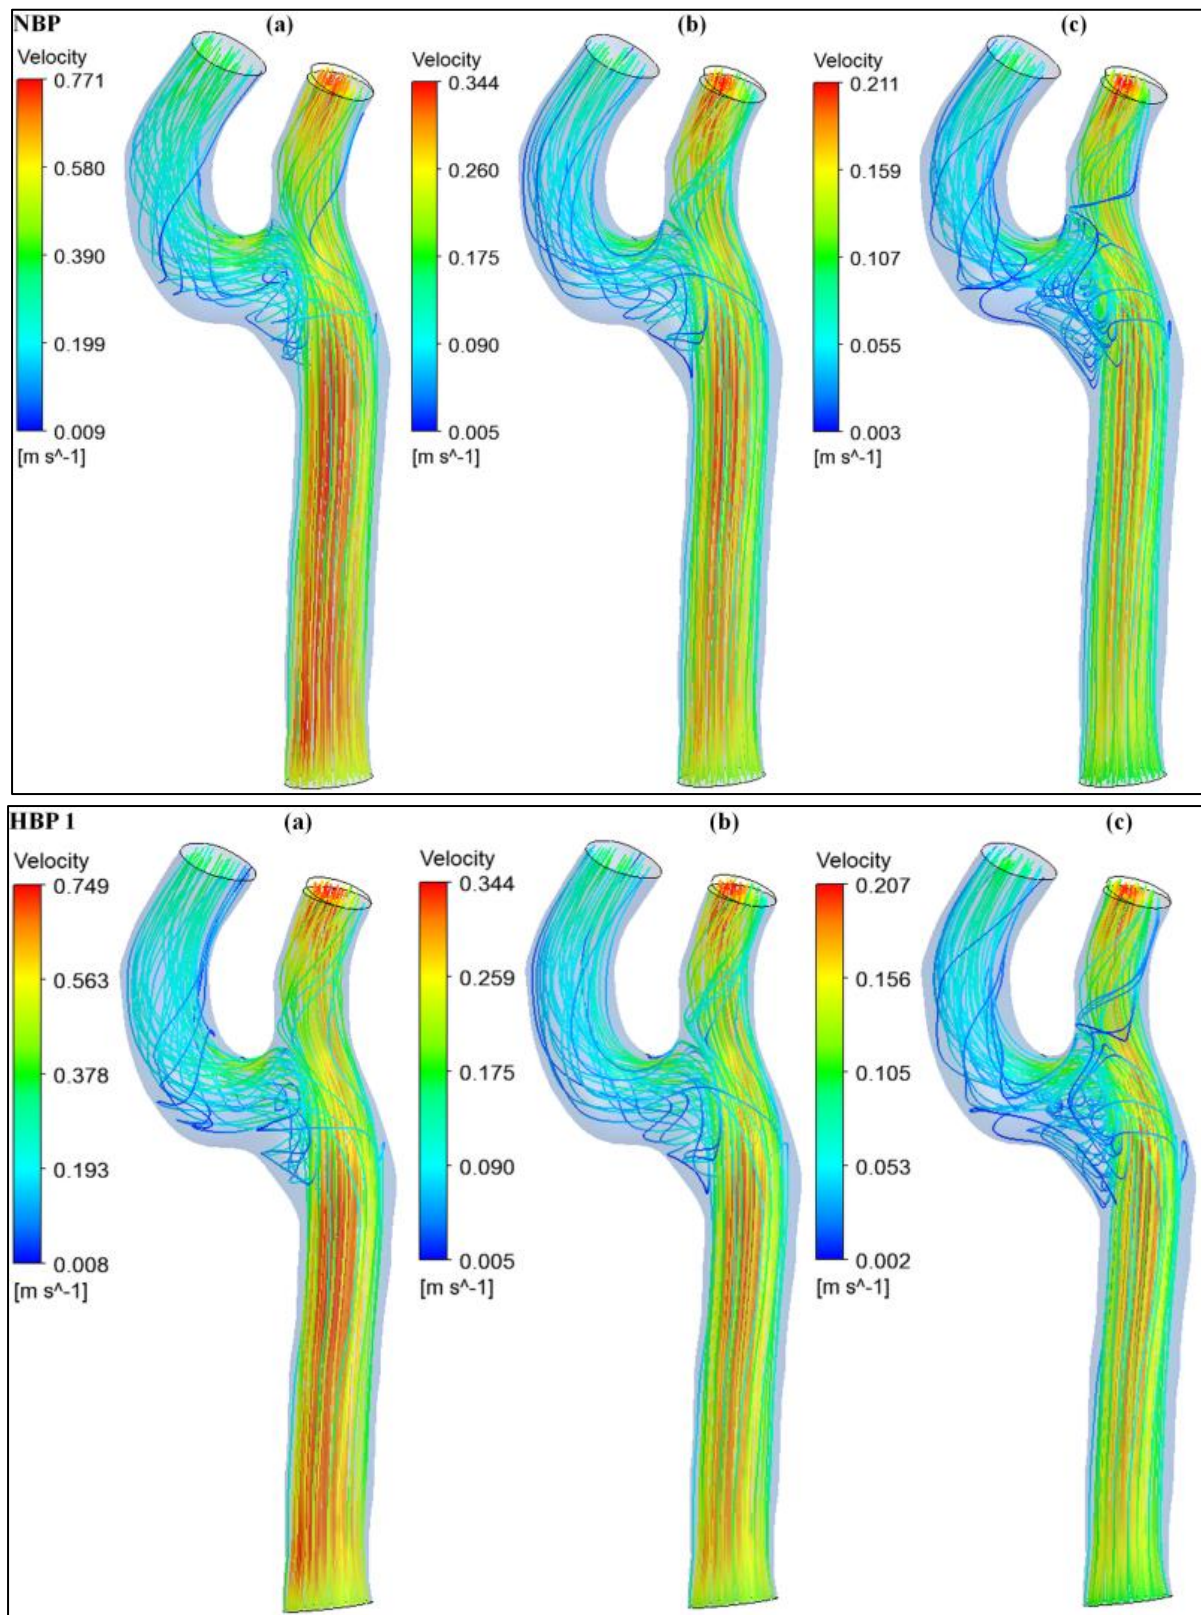 NBP
(a)
(b)
(c)
Velocity
0.771
0.580
0.390
0.199
0.009
[m s^-1]
Velocity
0.344
0.260
0.175
0.090
0.005
[m s^-1]
Velocity
0.211
0.159
0.107
0.055
0.003
[m s^-1]
HBP 1
(a)
(b)
(c)
Velocity
0.749
0.563
0.378
0.193
0.008
[m s^-1]
Velocity
0.344
0.259
0.175
0.090
0.005
[m s^-1]
Velocity
0.207
0.156
0.105
0.053
0.002
[m s^-1]